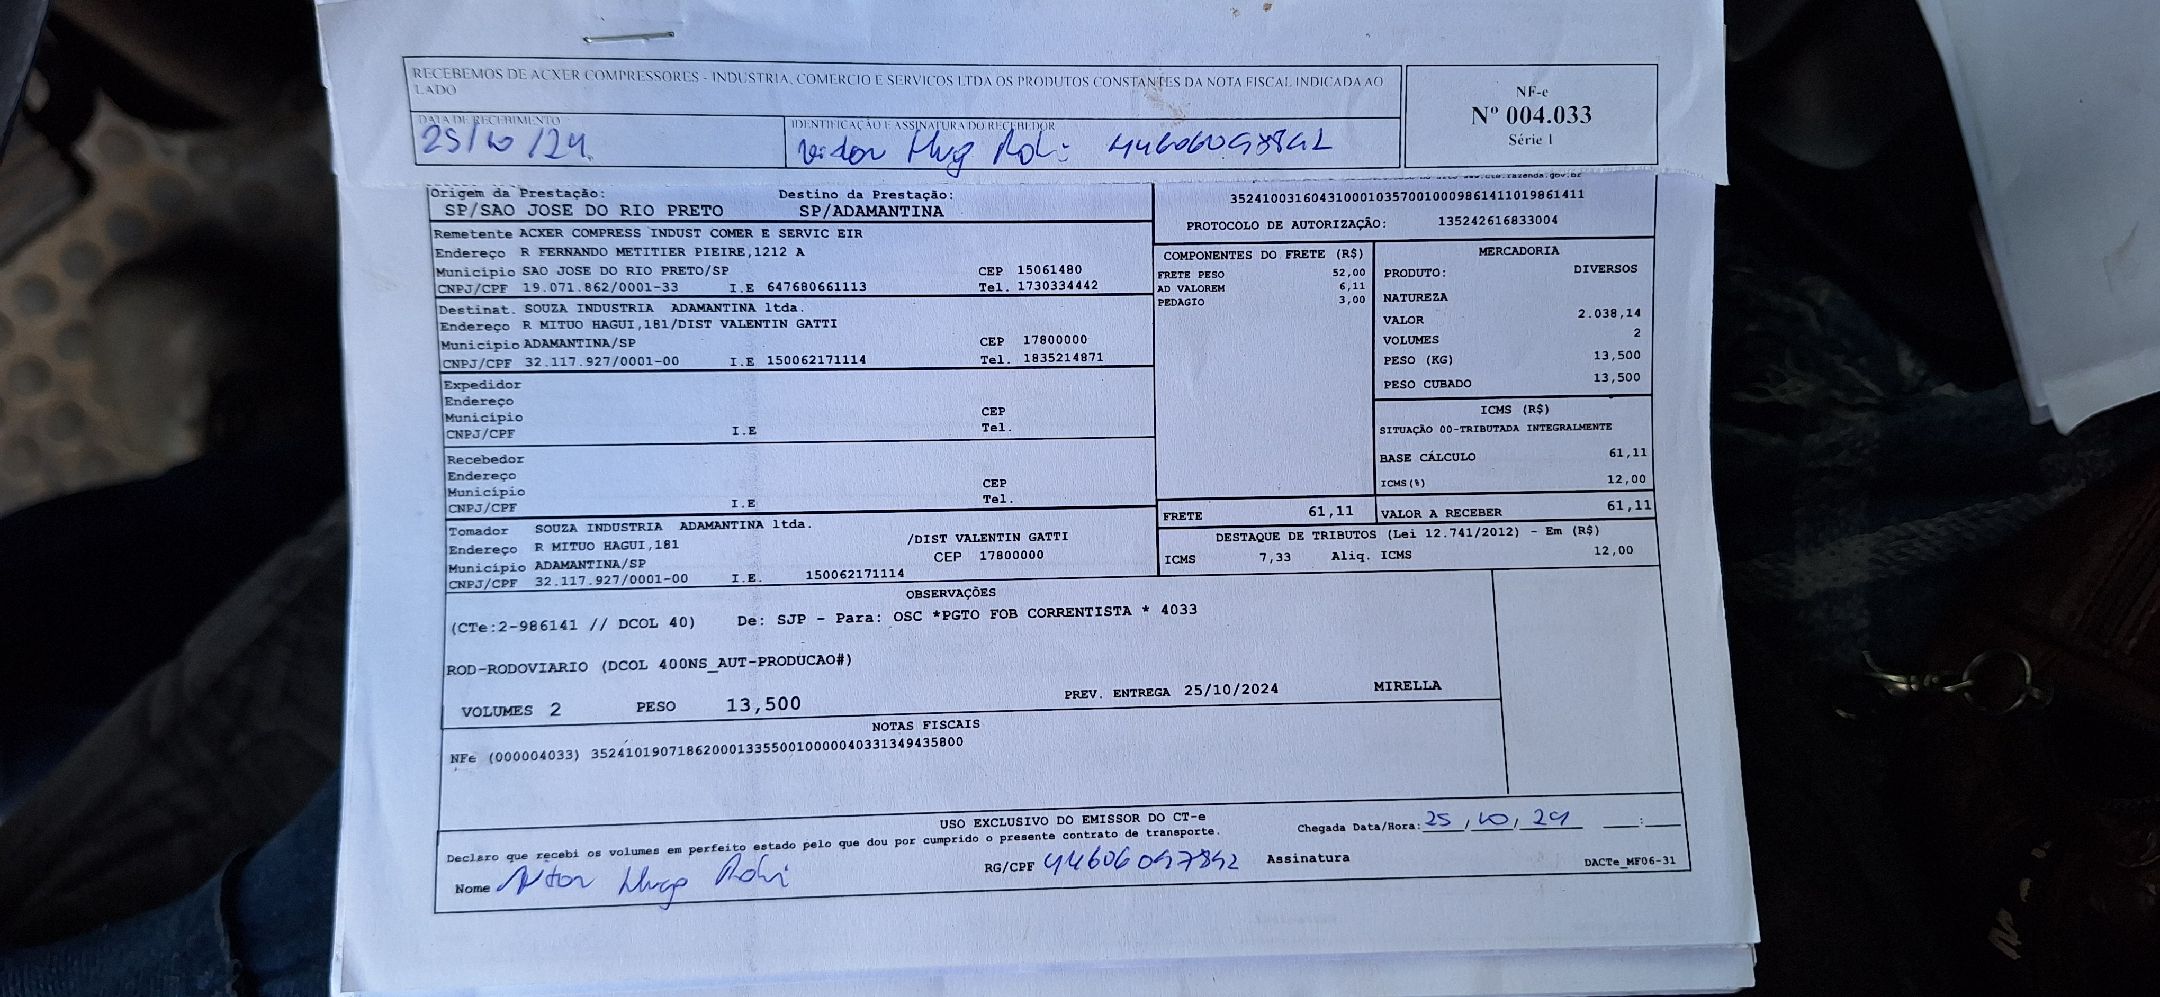 RECEBEMOS DE ACXER COMPRESSORES - INDUSTRIA, COMERCIO E SERVICOS LTDA OS PRODUTOS CONSTANTES DA NOTA FISCAL INDICADA AO
LADO
DATA DE RECEBIMENTO
25/10/24
IDENTIFICAÇÃO E ASSINATURA DO RECEBEDOR
NF-e
Nº 004.033
Série 1
Origem da Prestação: Destino da Prestação:
SP/SAO JOSE DO RIO PRETO SP/ADAMANTINA
Remetente ACXER COMPRESS INDUST COMER E SERVIC EIR
Endereço R FERNANDO METITIER PIEIRE,1212 A
Município SAO JOSE DO RIO PRETO/SP CEP 15061480
CNPJ/CPF 19.071.862/0001-33 I.E 647680661113 Tel. 1730334442
Destinat. SOUZA INDUSTRIA ADAMANTINA ltda.
Endereço R MITUO HAGUI,181/DIST VALENTIN GATTI
Município ADAMANTINA/SP CEP 17800000
CNPJ/CPF 32.117.927/0001-00 I.E 150062171114 Tel. 1835214871
Expedidor
Endereço
Município CEP
CNPJ/CPF I.E Tel.
Recebedor
Endereço
Município CEP
CNPJ/CPF I.E Tel.
Tomador SOUZA INDUSTRIA ADAMANTINA ltda.
Endereço R MITUO HAGUI,181 /DIST VALENTIN GATTI
Município ADAMANTINA/SP CEP 17800000
CNPJ/CPF 32.117.927/0001-00 I.E. 150062171114
35241003160431000103570010009861411019861411
PROTOCOLO DE AUTORIZAÇÃO: 135242616833004
COMPONENTES DO FRETE (R$)
FRETE PESO 52,00
AD VALOREM 6,11
PEDAGIO 3,00
FRETE 61,11
MERCADORIA
PRODUTO: DIVERSOS
NATUREZA
VALOR 2.038,14
VOLUMES 2
PESO (KG) 13,500
PESO CUBADO 13,500
ICMS (R$)
SITUAÇÃO 00-TRIBUTADA INTEGRALMENTE
BASE CÁLCULO 61,11
ICMS(%) 12,00
VALOR A RECEBER 61,11
DESTAQUE DE TRIBUTOS (Lei 12.741/2012) - Em (R$)
ICMS 7,33 Aliq. ICMS 12,00
OBSERVAÇÕES
(CTe:2-986141 // DCOL 40) De: SJP - Para: OSC *PGTO FOB CORRENTISTA * 4033
ROD-RODOVIARIO (DCOL 400NS_AUT-PRODUCAO#)
VOLUMES 2 PESO 13,500 PREV. ENTREGA 25/10/2024 MIRELLA
NOTAS FISCAIS
NFe (000004033) 35241019071862000133550010000040331349435800
USO EXCLUSIVO DO EMISSOR DO CT-e
Declaro que recebi os volumes em perfeito estado pelo que dou por cumprido o presente contrato de transporte.
Chegada Data/Hora: 25/10/24 __:__
Nome
RG/CPF 44606097892 Assinatura
DACTe_MF06-31